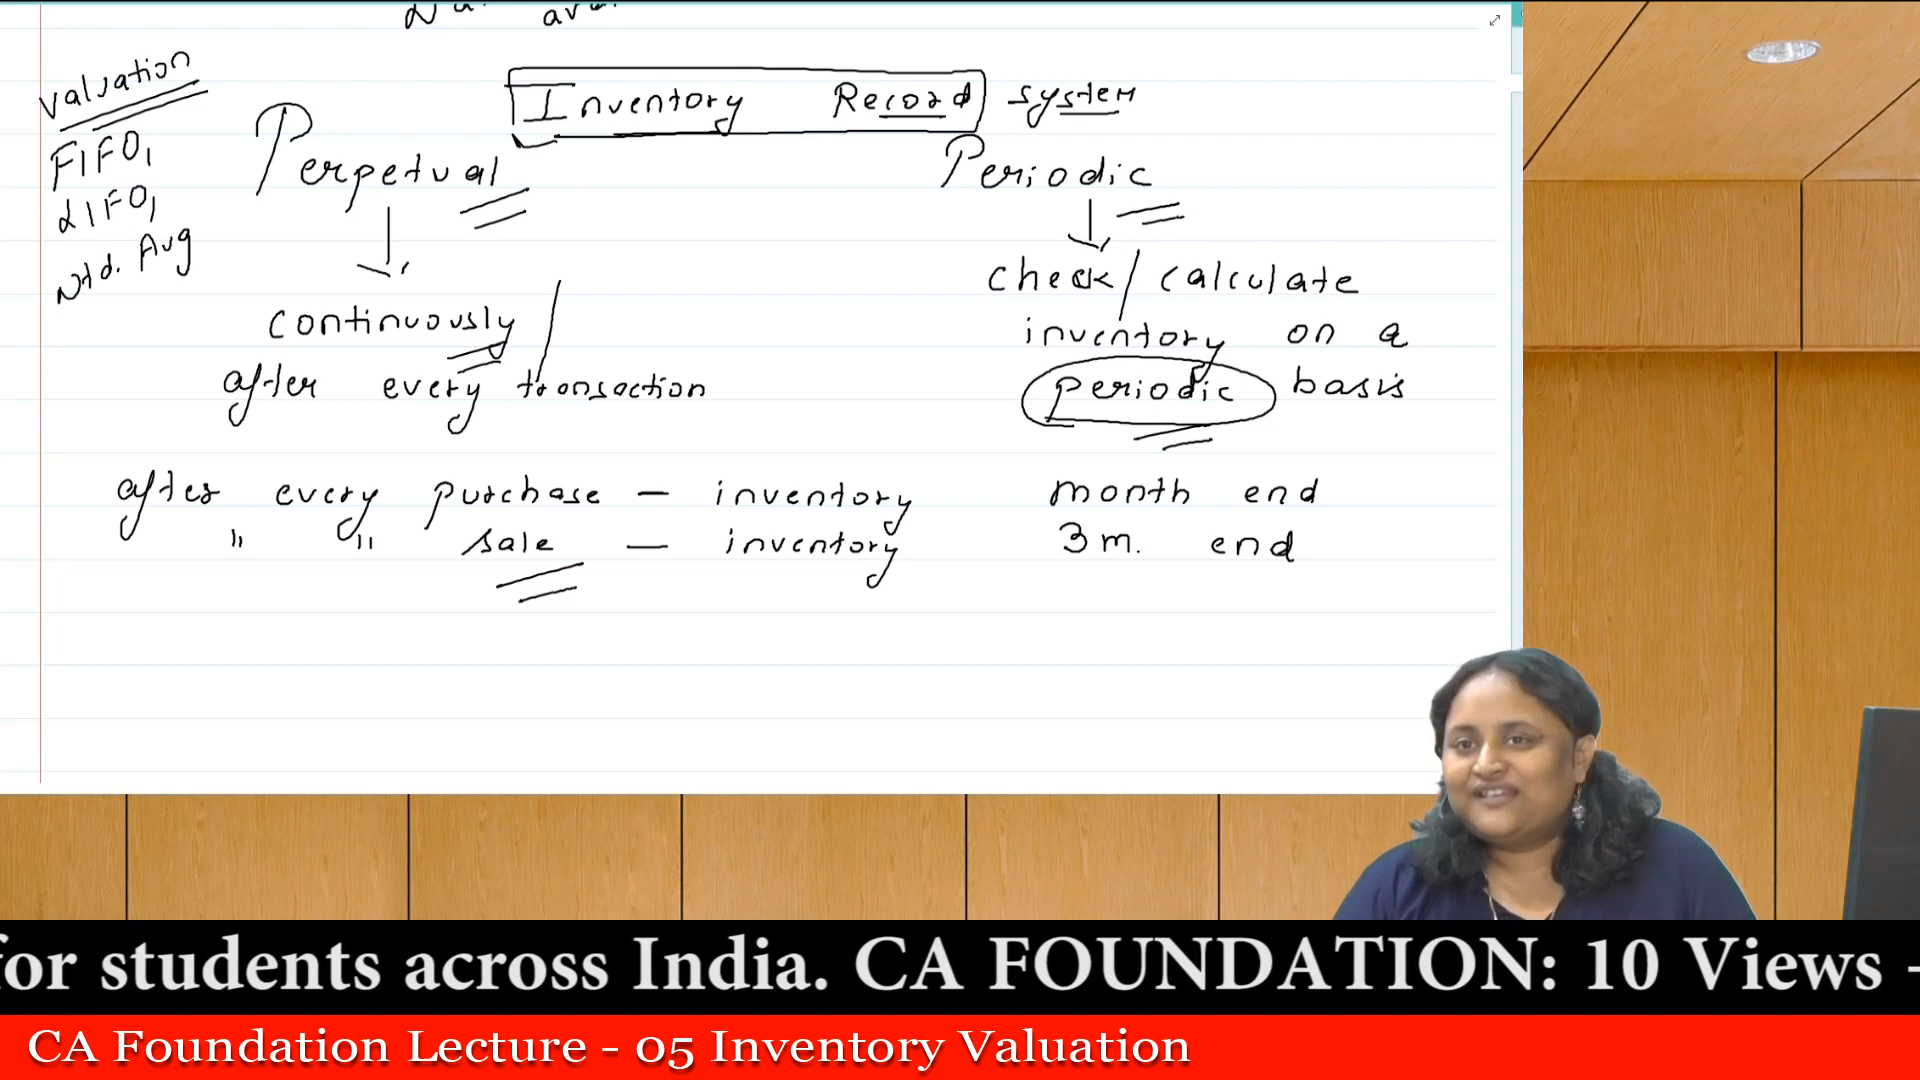 Valuation
FIFO,
LIFO,
Wtd. Avg
Inventory Record system
Perpetual
continuously /
after every transaction
after every purchase - inventory
" " sale - inventory
Periodic
check / calculate
inventory on a
periodic basis
month end
3 m. end
for students across India. CA FOUNDATION: 10 Views -
CA Foundation Lecture - 05 Inventory Valuation